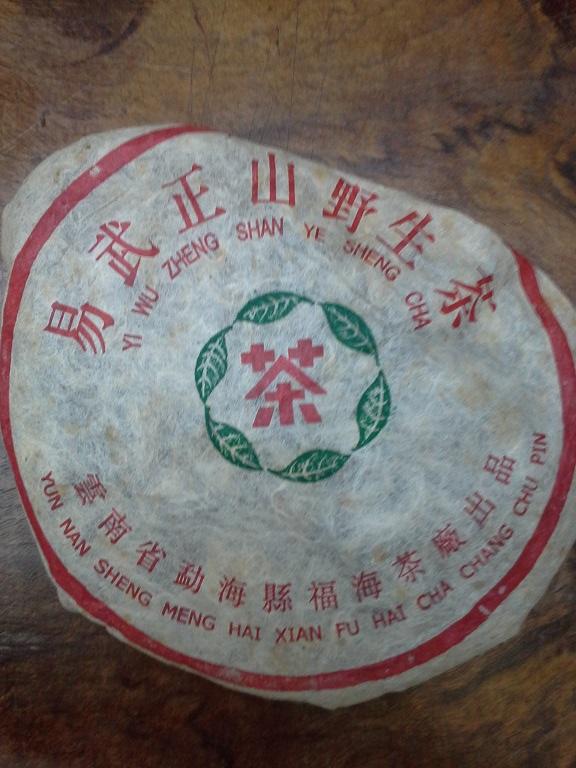 易武正山野生茶
YI WU ZHENG SHAN YE SHENG CHA
茶
雲南省勐海縣福海茶廠出品
YUN NAN SHENG MENG HAI XIAN FU HAI CHA CHANG CHU PIN